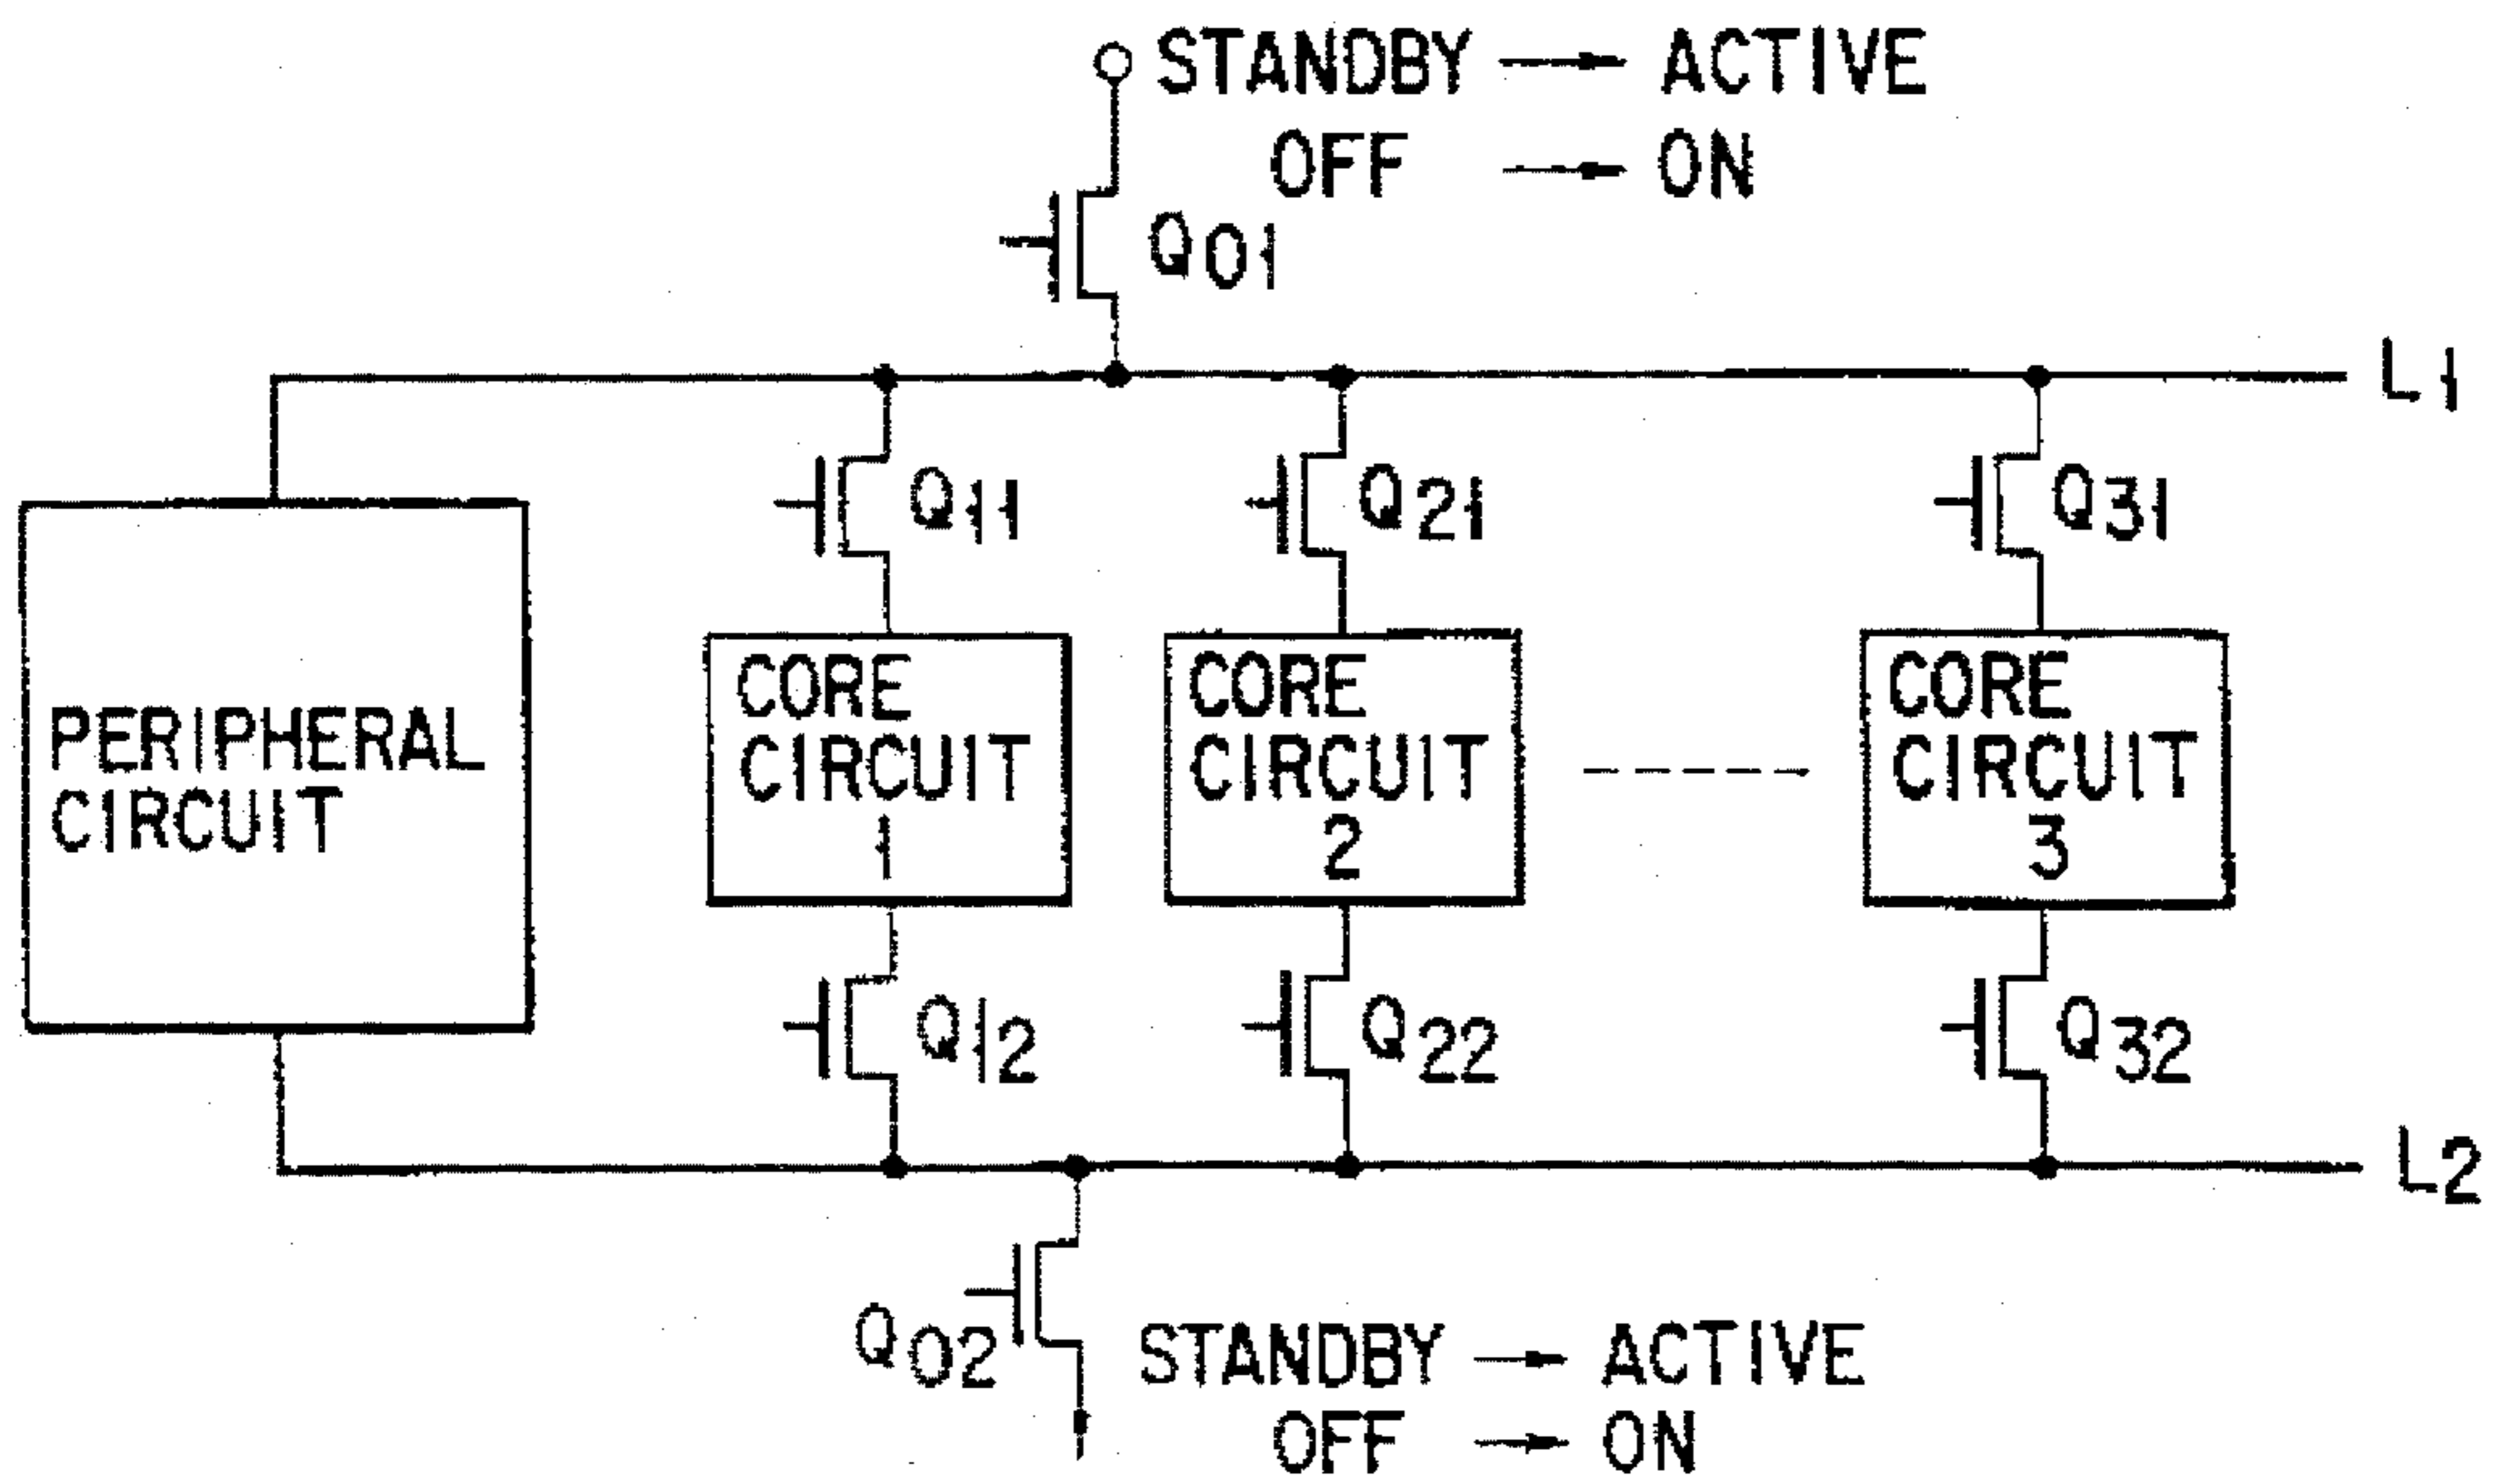 STANDBY → ACTIVE
OFF → ON
Q01
L1
Q11
Q21
Q31
PERIPHERAL
CIRCUIT
CORE
CIRCUIT
1
CORE
CIRCUIT
2
CORE
CIRCUIT
3
Q12
Q22
Q32
L2
Q02
STANDBY → ACTIVE
OFF → ON